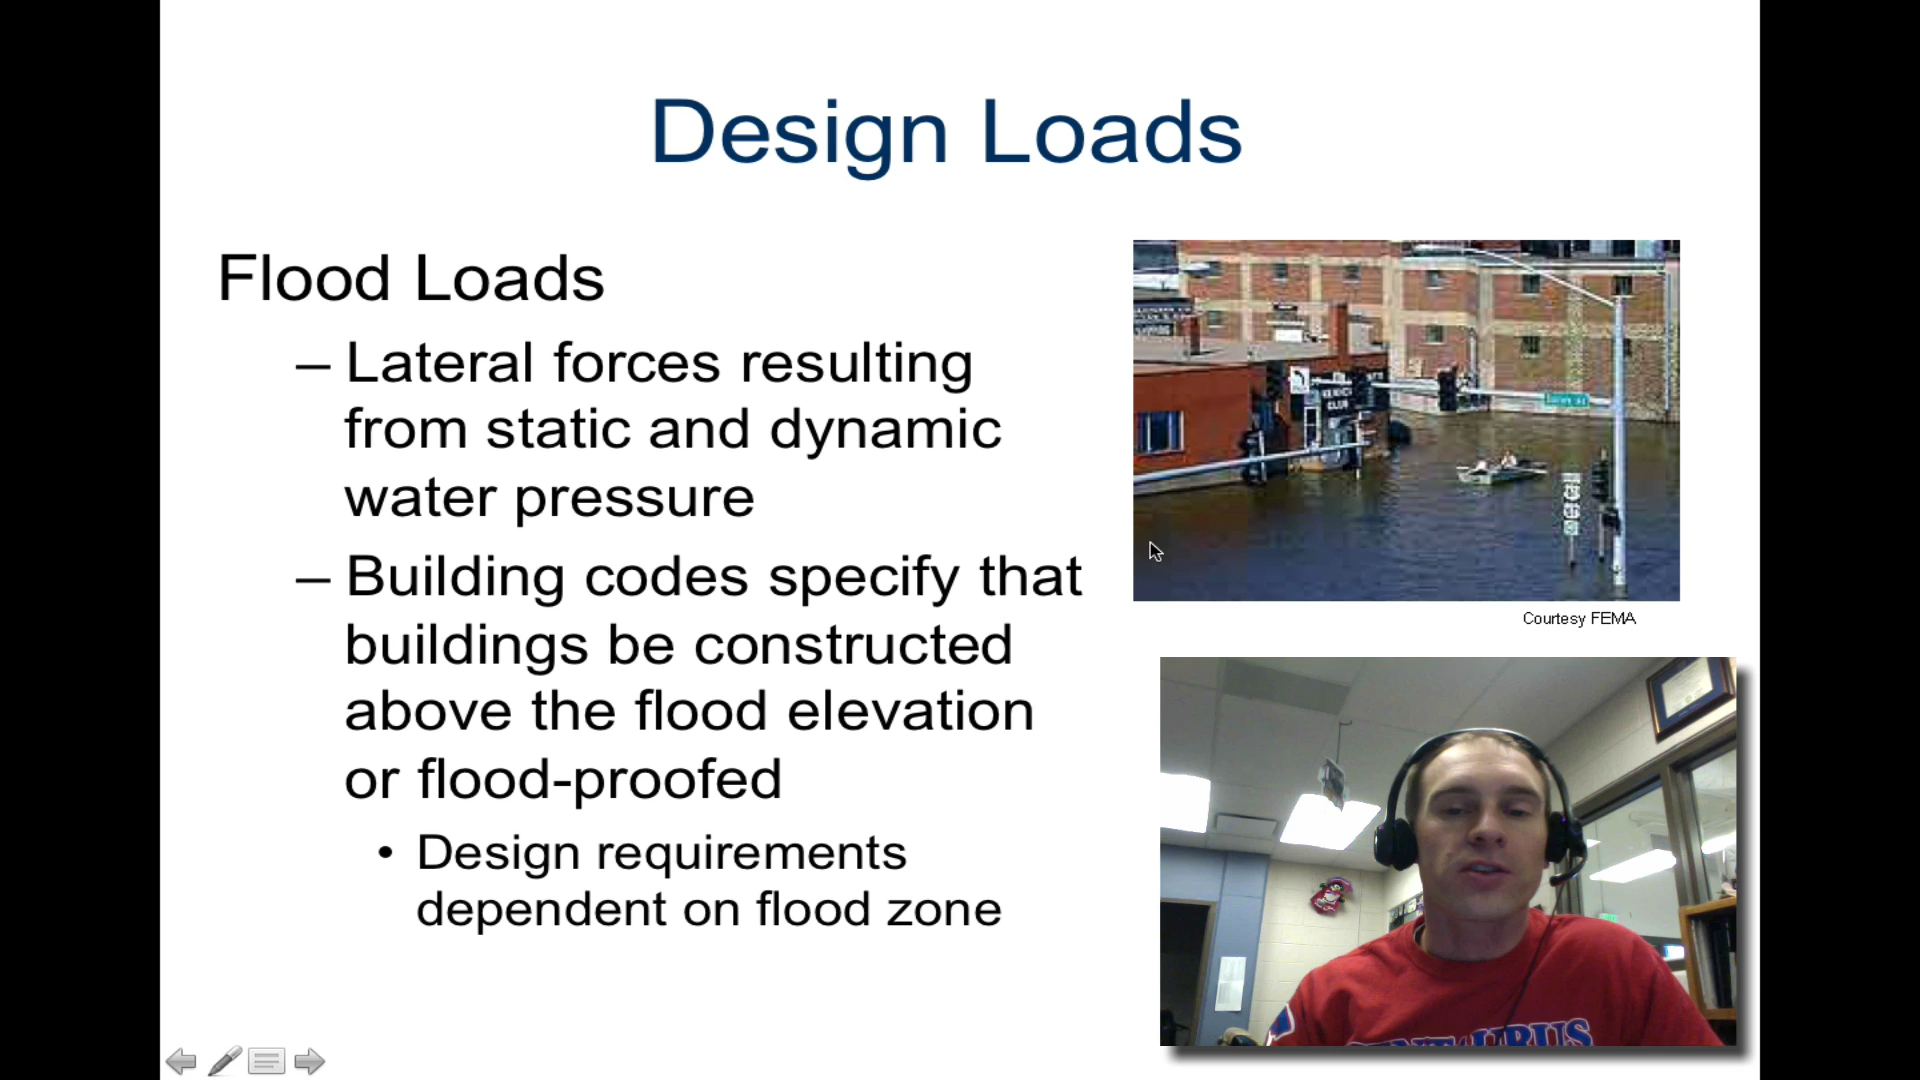 Design Loads
Flood Loads
– Lateral forces resulting
from static and dynamic
water pressure
– Building codes specify that
buildings be constructed
above the flood elevation
or flood-proofed
• Design requirements
dependent on flood zone
Courtesy FEMA